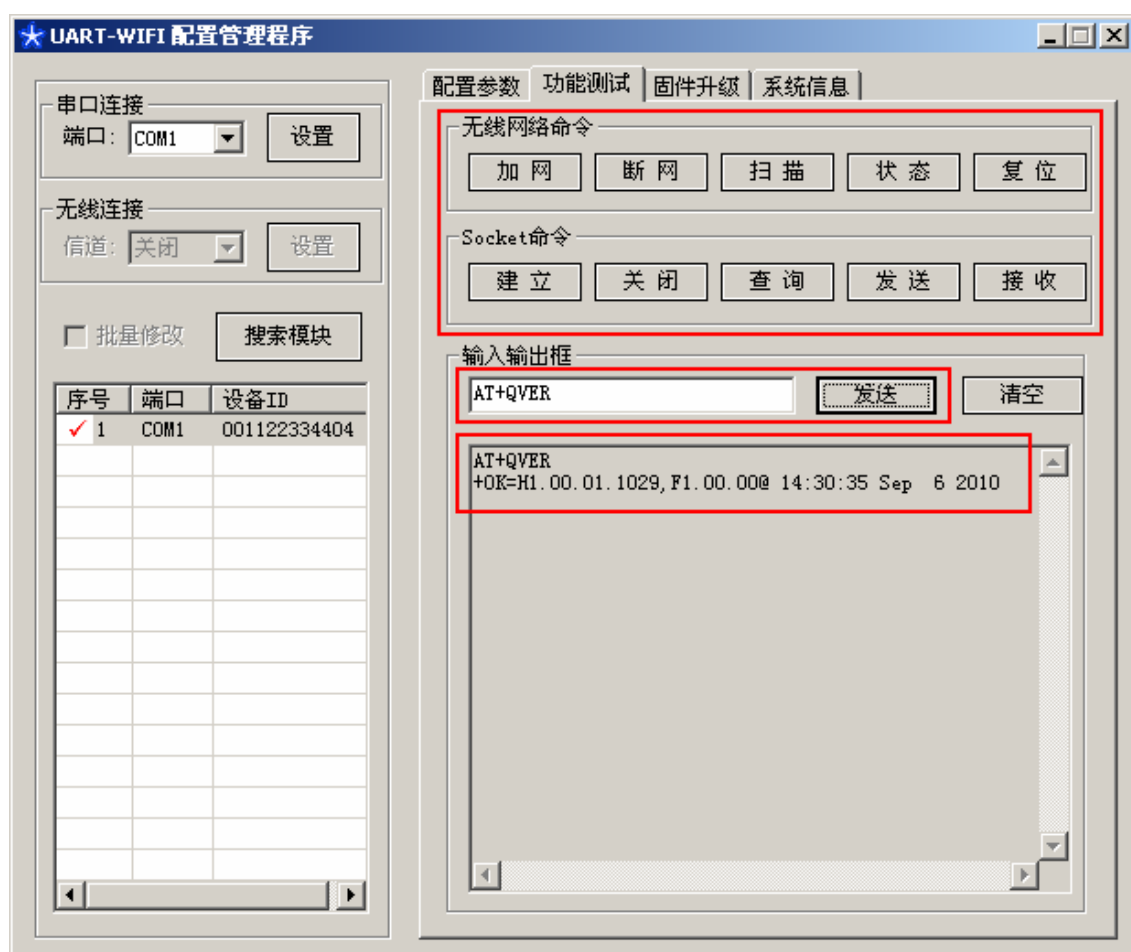 UART-WIFI 配置管理程序
串口连接
端口: COM1 设置
无线连接
信道: 关闭 设置
批量修改 搜索模块
序号 端口 设备ID
1 COM1 001122334404
配置参数 功能测试 固件升级 系统信息
无线网络命令
加网 断网 扫描 状态 复位
Socket命令
建立 关闭 查询 发送 接收
输入输出框
AT+QVER 发送 清空
AT+QVER
+OK=H1.00.01.1029,F1.00.00@ 14:30:35 Sep  6 2010